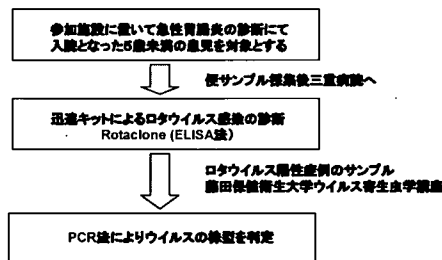 参加施設に置いて急性胃腸炎の診断にて
入院となった5歳未満の患児を対象とする
便サンプル採集後三重病院へ
迅速キットによるロタウイルス感染の診断
Rotaclone (ELISA法)
ロタウイルス陽性症例のサンプル
藤田保健衛生大学ウイルス寄生虫学講座
PCR法によりウイルスの株型を判定